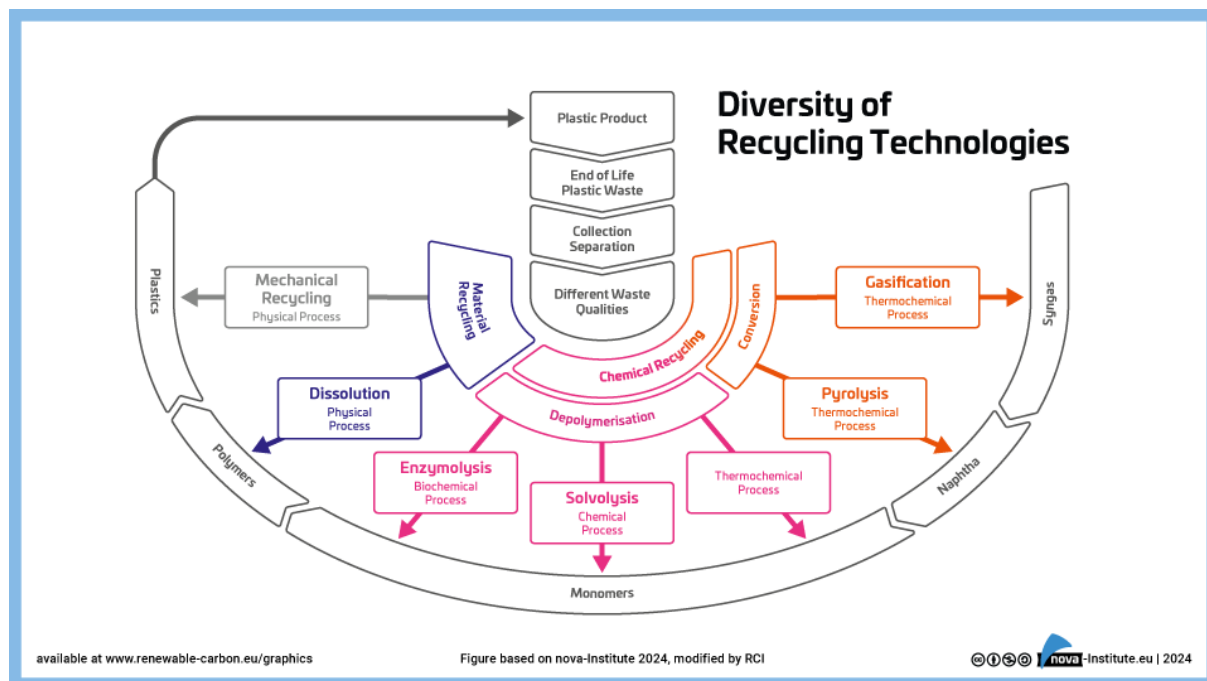 Diversity of
Recycling Technologies
Plastic Product
End of Life
Plastic Waste
Collection
Separation
Different Waste
Qualities
Material
Recycling
Chemical Recycling
Conversion
Depolymerisation
Mechanical
Recycling
Physical Process
Dissolution
Physical
Process
Enzymolysis
Biochemical
Process
Solvolysis
Chemical
Process
Thermochemical
Process
Pyrolysis
Thermochemical
Process
Gasification
Thermochemical
Process
Plastics
Polymers
Monomers
Naphtha
Syngas
available at www.renewable-carbon.eu/graphics
Figure based on nova-Institute 2024, modified by RCI
nova-Institute.eu | 2024